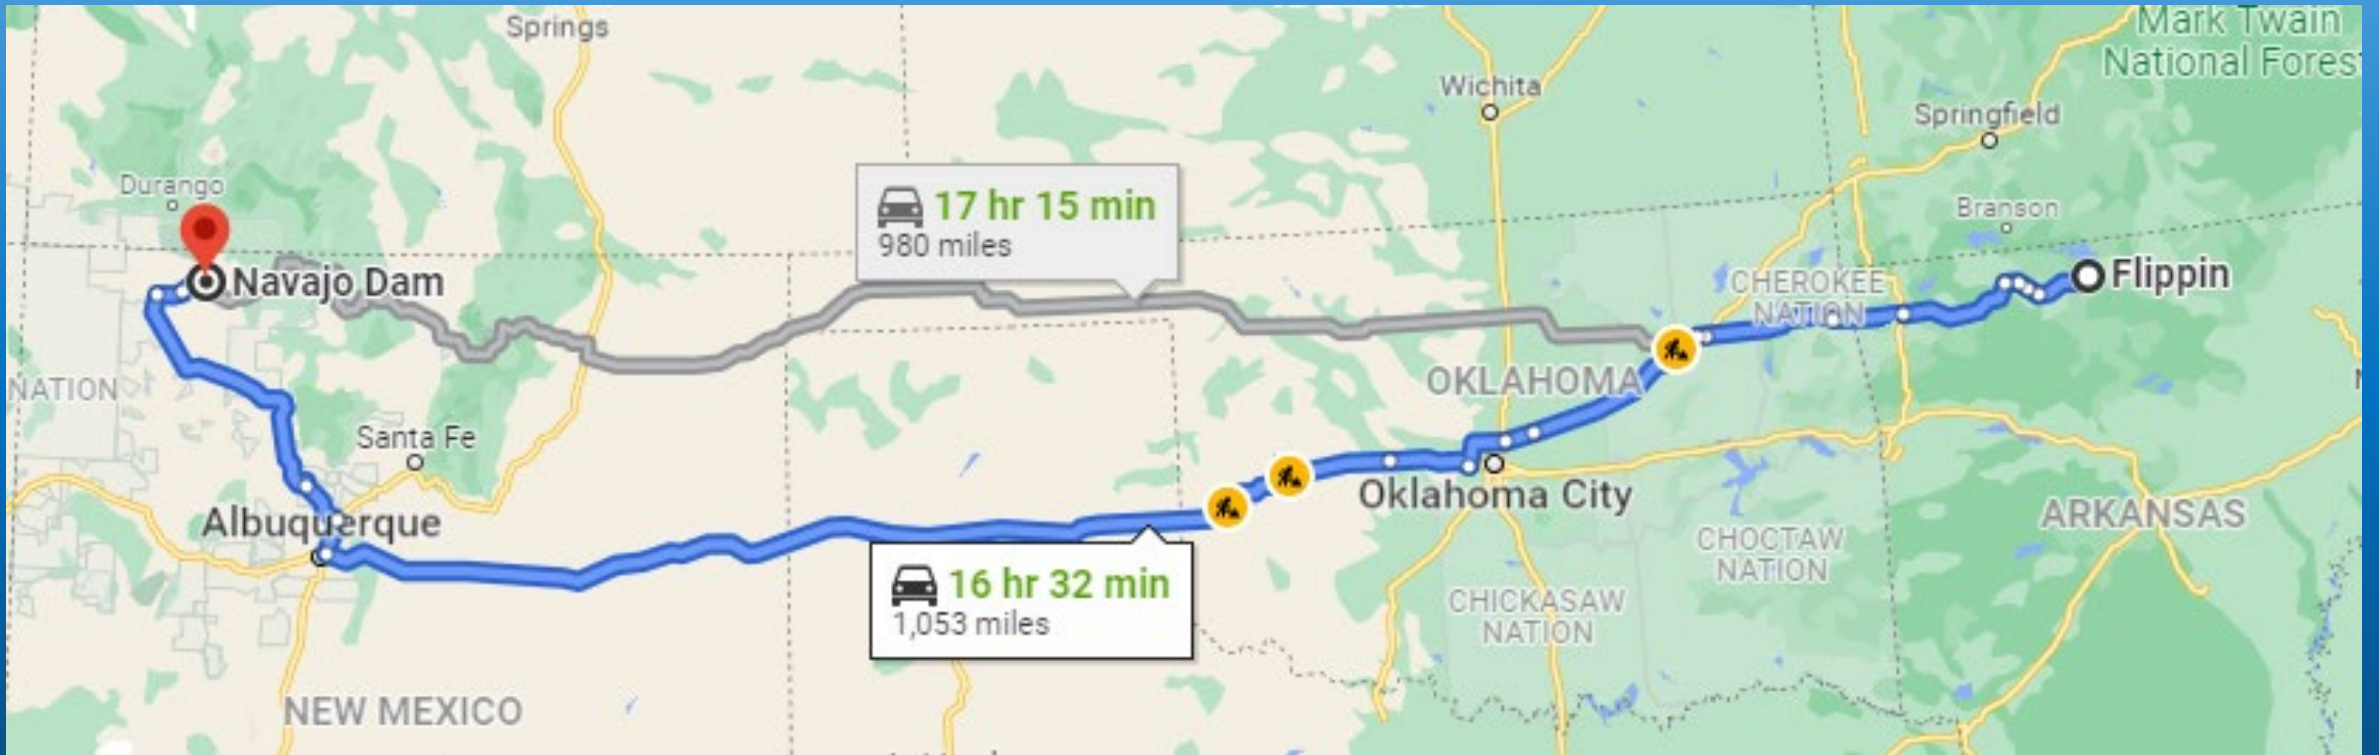 Springs
Mark Twain
National Forest
Wichita
Springfield
Durango
17 hr 15 min
980 miles
Branson
Navajo Dam
CHEROKEE
NATION
Flippin
NATION
OKLAHOMA
Santa Fe
Oklahoma City
Albuquerque
ARKANSAS
CHOCTAW
NATION
16 hr 32 min
1,053 miles
CHICKASAW
NATION
NEW MEXICO